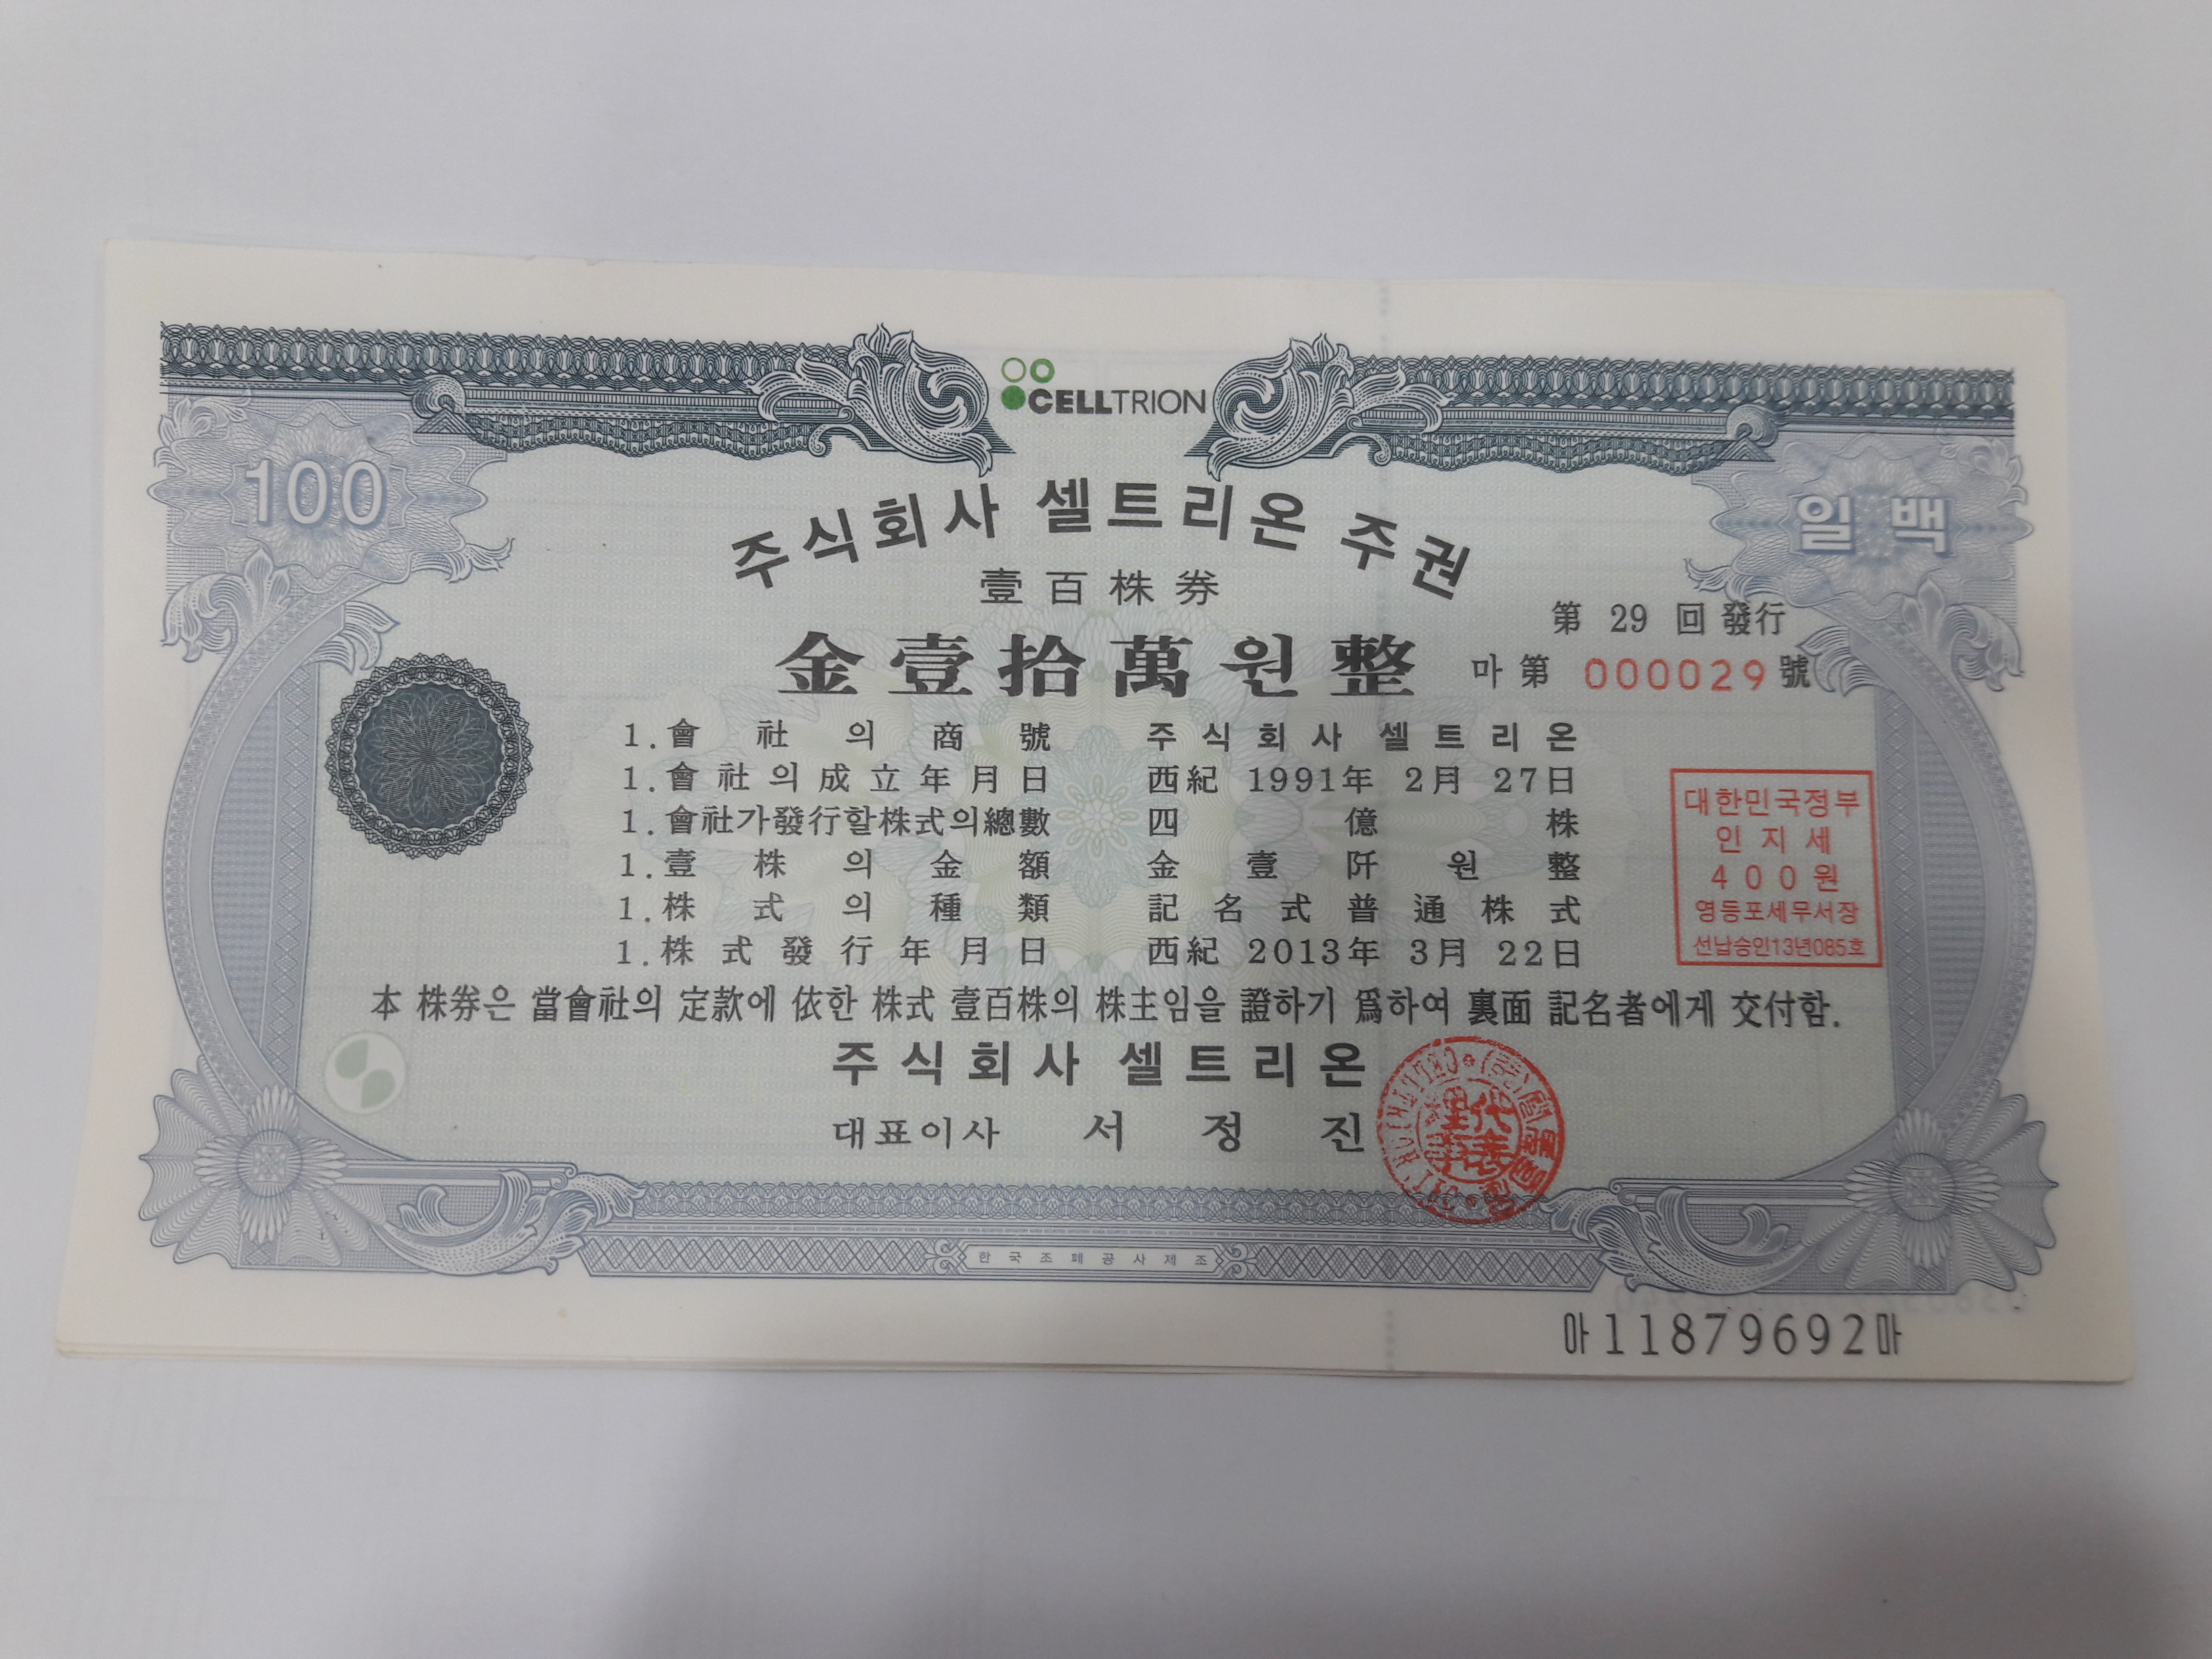 CELLTRION
100
일백
주식회사 셀트리온 주권
壹百株券
第 29 回 發行
金壹拾萬원整
마 第 000029 號
1.會社의商號 주식회사셀트리온
1.會社의成立年月日 西紀 1991年 2月 27日
1.會社가發行할株式의總數 四億株
1.壹株의金額 金壹阡원整
1.株式의種類 記名式普通株式
1.株式發行年月日 西紀 2013年 3月 22日
대한민국정부
인지세
400원
영등포세무서장
선납승인13년085호
本 株券은 當會社의 定款에 依한 株式 壹百株의 株主임을 證하기 爲하여 裏面 記名者에게 交付함.
주식회사 셀트리온
대표이사 서정진
한국조폐공사제조
아11879692마